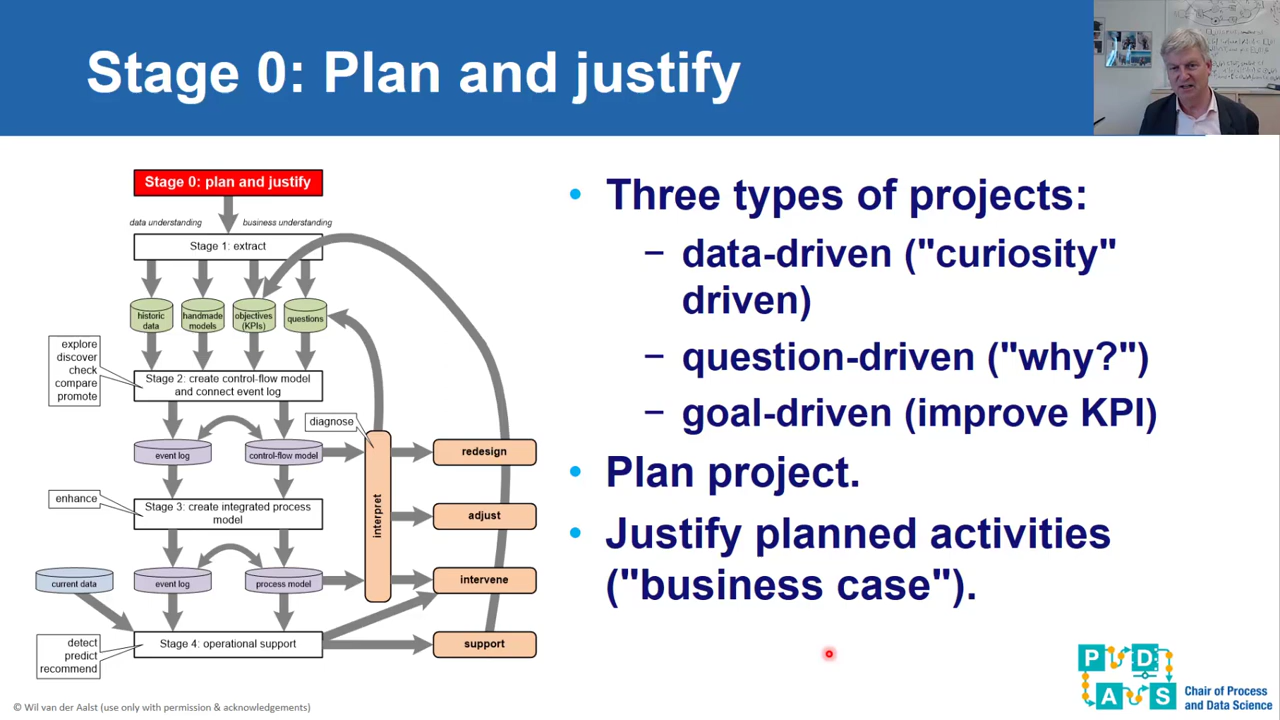 Stage 0: Plan and justify
Stage 0: plan and justify
data understanding
business understanding
Stage 1: extract
historic
data
handmade
models
objectives
(KPIs)
questions
explore
discover
check
compare
promote
Stage 2: create control-flow model
and connect event log
diagnose
event log
control-flow model
redesign
enhance
Stage 3: create integrated process
model
interpret
adjust
current data
event log
process model
intervene
detect
predict
recommend
Stage 4: operational support
support
• Three types of projects:
– data-driven ("curiosity"
driven)
– question-driven ("why?")
– goal-driven (improve KPI)
• Plan project.
• Justify planned activities
("business case").
© Wil van der Aalst (use only with permission & acknowledgements)
P D
A S
Chair of Process
and Data Science